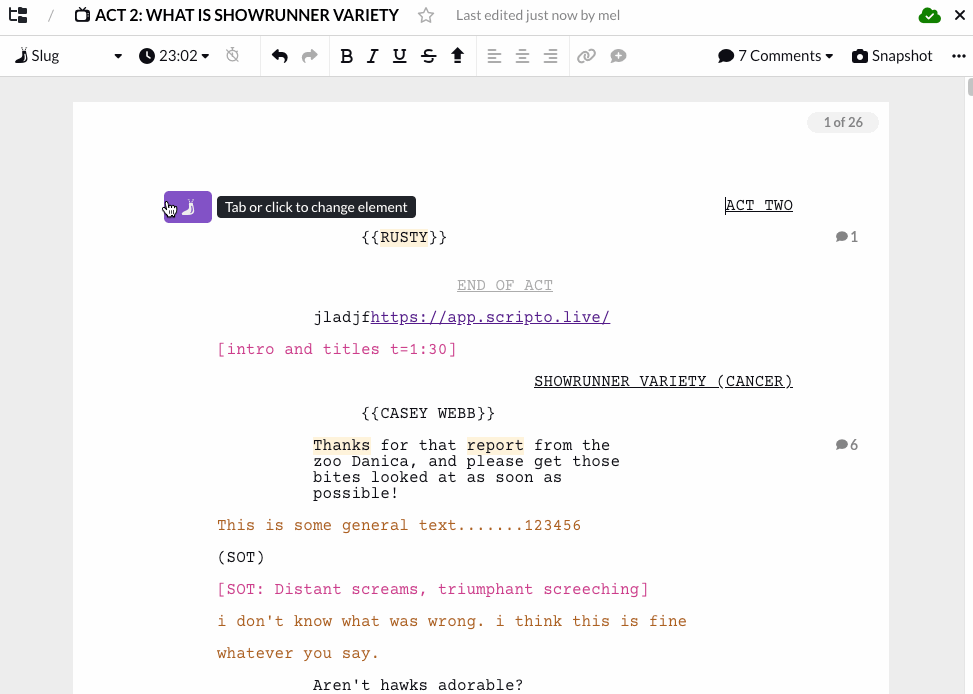 / ACT 2: WHAT IS SHOWRUNNER VARIETY Last edited just now by mel
Slug 23:02 B I U S 7 Comments Snapshot
1 of 26
Tab or click to change element ACT TWO
{{RUSTY}} 1
END OF ACT
jladjfhttps://app.scripto.live/
[intro and titles t=1:30]
SHOWRUNNER VARIETY (CANCER)
{{CASEY WEBB}}
Thanks for that report from the 6
zoo Danica, and please get those
bites looked at as soon as
possible!
This is some general text.......123456
(SOT)
[SOT: Distant screams, triumphant screeching]
i don't know what was wrong. i think this is fine
whatever you say.
Aren't hawks adorable?